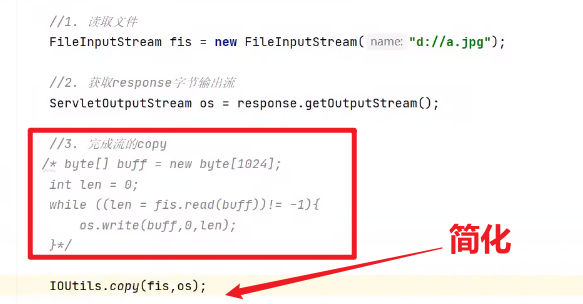 //1. 读取文件
FileInputStream fis = new FileInputStream( name: "d://a.jpg");
//2. 获取response字节输出流
ServletOutputStream os = response.getOutputStream();
//3. 完成流的copy
/* byte[] buff = new byte[1024];
int len = 0;
while ((len = fis.read(buff))!= -1){
os.write(buff,0,len);
}*/
简化
IOUtils.copy(fis,os);